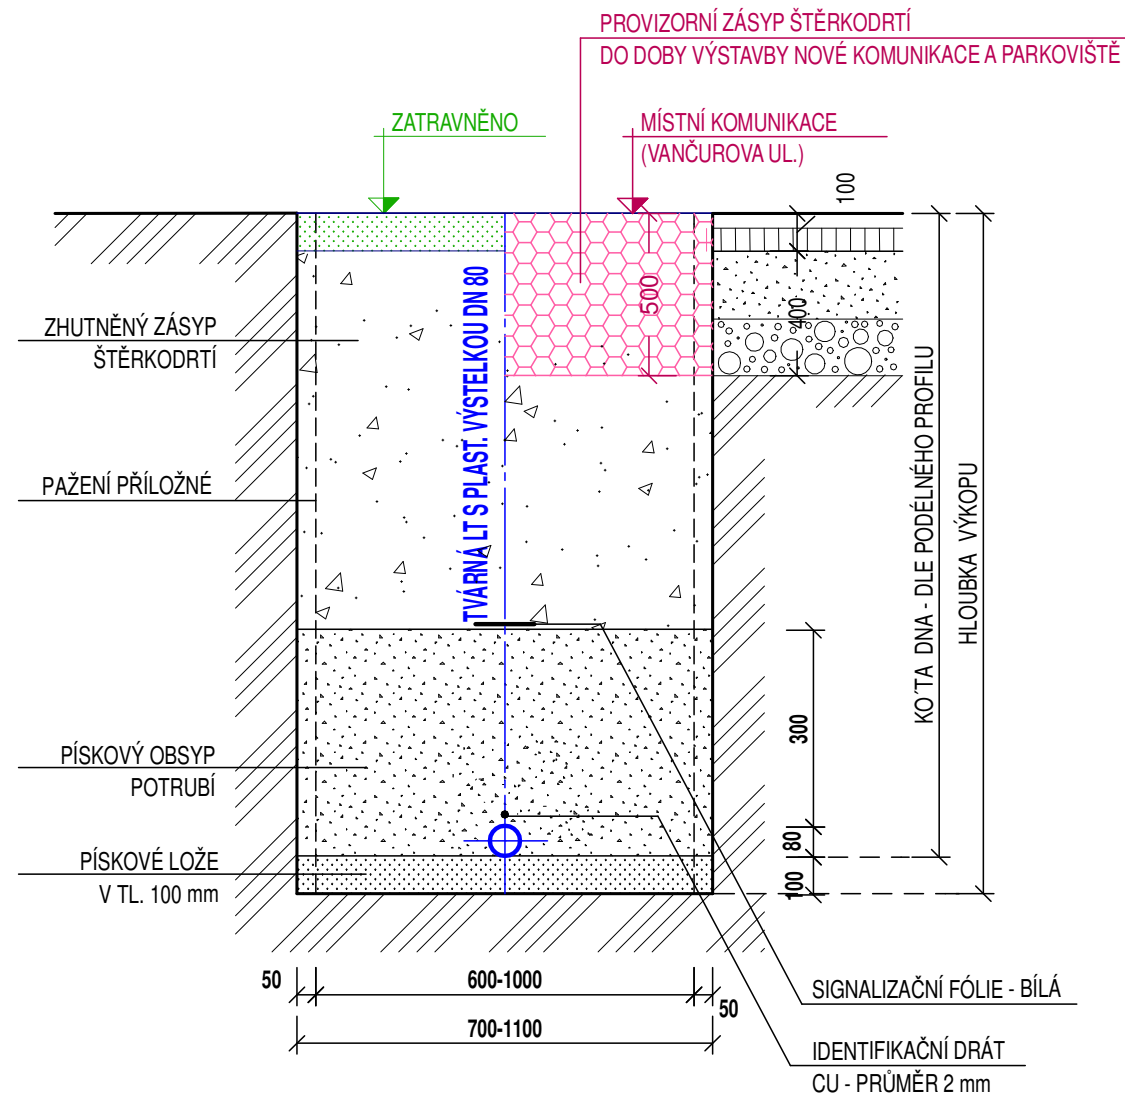 PROVIZORNÍ ZÁSYP ŠTĚRKODRTÍ
DO DOBY VÝSTAVBY NOVÉ KOMUNIKACE A PARKOVIŠTĚ
ZATRAVNĚNO
MÍSTNÍ KOMUNIKACE
(VANČUROVA UL.)
100
500
400
ZHUTNĚNÝ ZÁSYP
ŠTĚRKODRTÍ
TVÁRNÁ LT S PLAST. VÝSTELKOU DN 80
PAŽENÍ PŘÍLOŽNÉ
KÓTA DNA - DLE PODÉLNÉHO PROFILU
HLOUBKA VÝKOPU
PÍSKOVÝ OBSYP
POTRUBÍ
300
80
100
PÍSKOVÉ LOŽE
V TL. 100 mm
50
600-1000
50
700-1100
SIGNALIZAČNÍ FÓLIE - BÍLÁ
IDENTIFIKAČNÍ DRÁT
CU - PRŮMĚR 2 mm